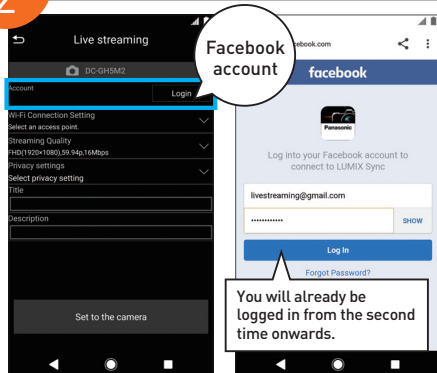 2
Live streaming
DC-GH5M2
Account
Login
Wi-Fi Connection Setting
Select an access point.
Streaming Quality
FHD(1920×1080),59.94p,16Mbps
Privacy settings
Select privacy setting
Title
Description
Set to the camera
Facebook
account
cebook.com
facebook
Panasonic
Log into your Facebook account to
connect to LUMIX Sync
livestreaming@gmail.com
••••••••••••
SHOW
Log In
Forgot Password?
You will already be
logged in from the second
time onwards.